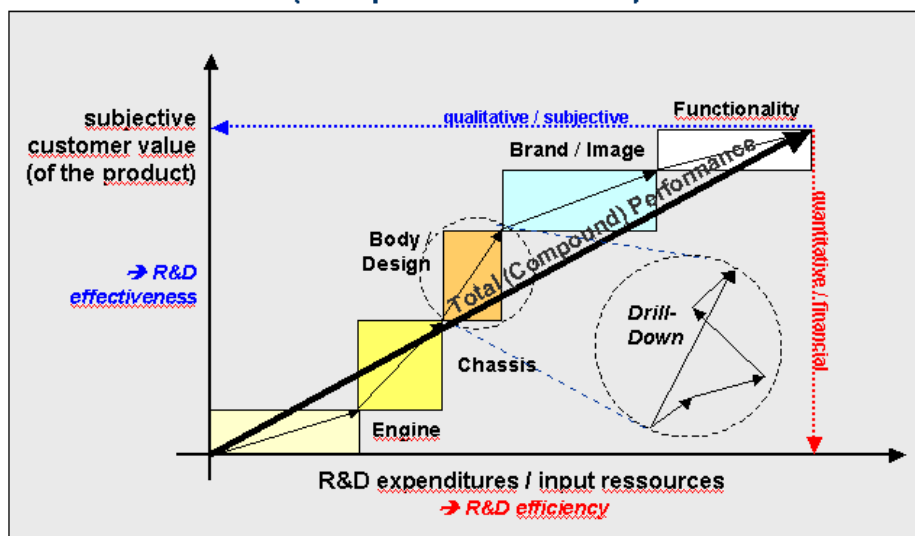 subjective
customer value
(of the product)
➔ R&D
effectiveness
qualitative / subjective
Functionality
Brand / Image
Body /
Design
Total (Compound) Performance
quantitative / financial
Drill-
Down
Chassis
Engine
R&D expenditures / input ressources
➔ R&D efficiency